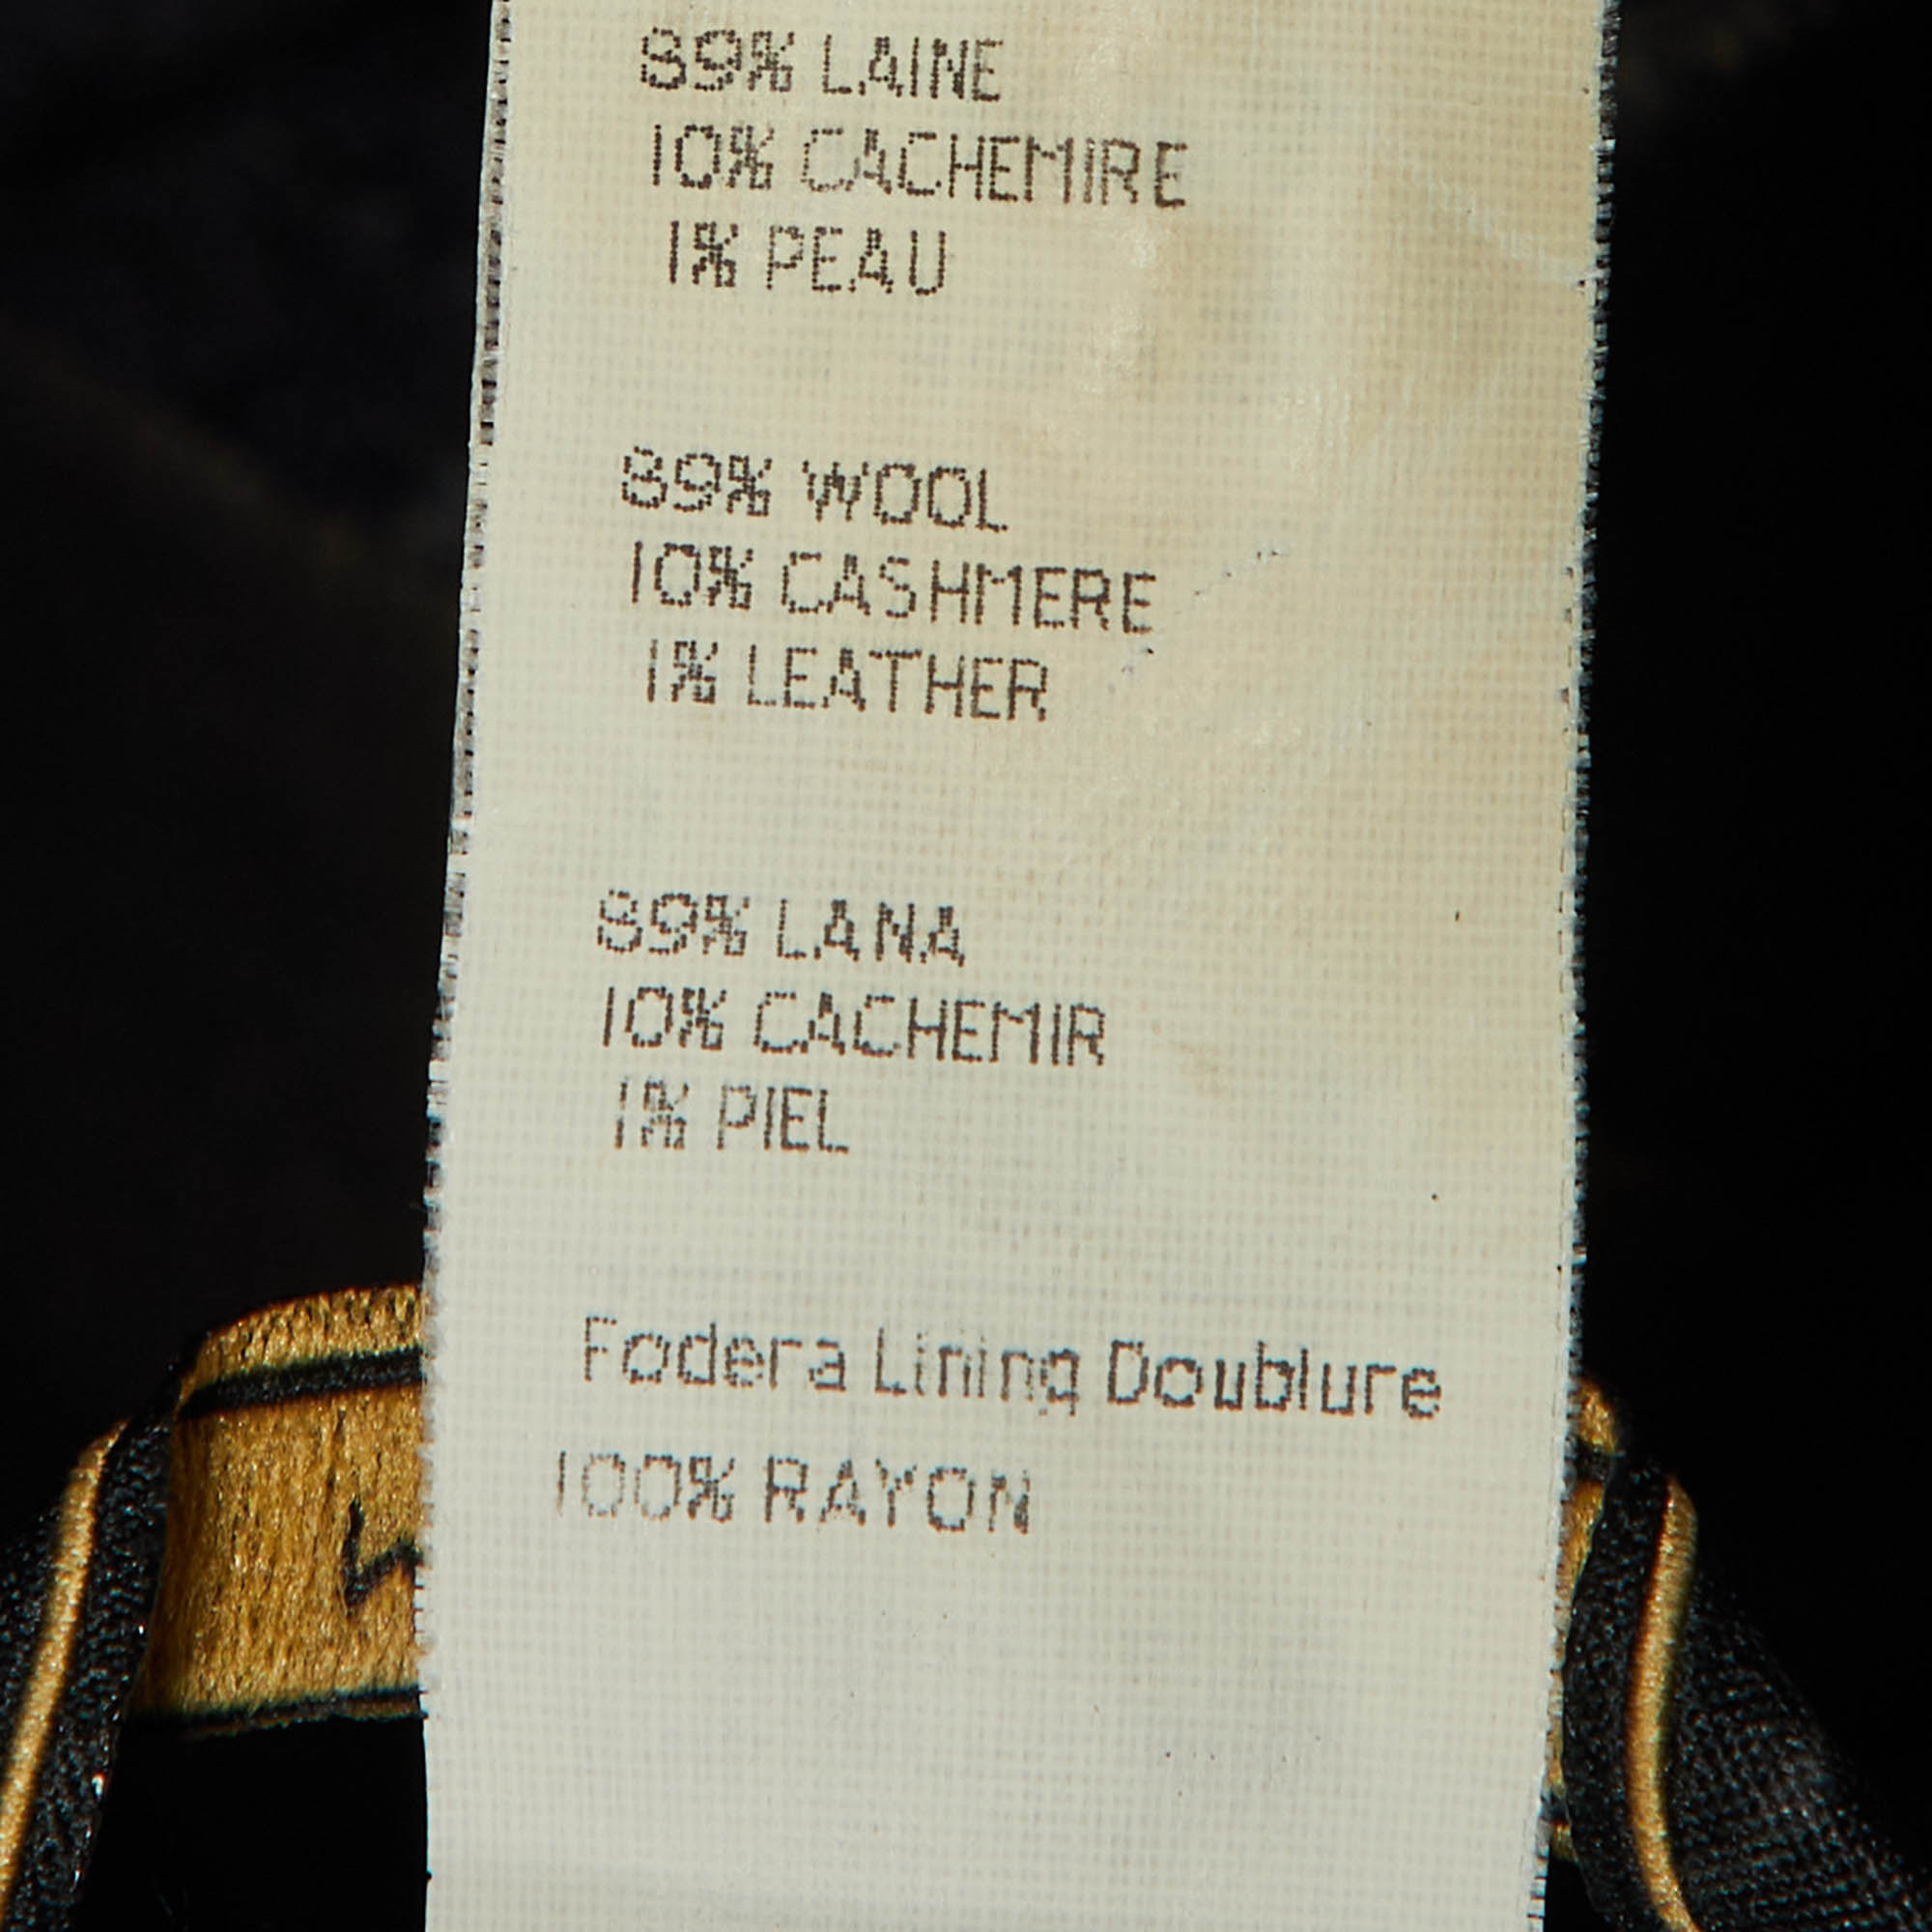 89% LAINE
10% CACHEMIRE
1% PEAU
89% WOOL
10% CASHMERE
1% LEATHER
89% LANA
10% CACHEMIR
1% PIEL
Fodera Lining Doublure
100% RAYON